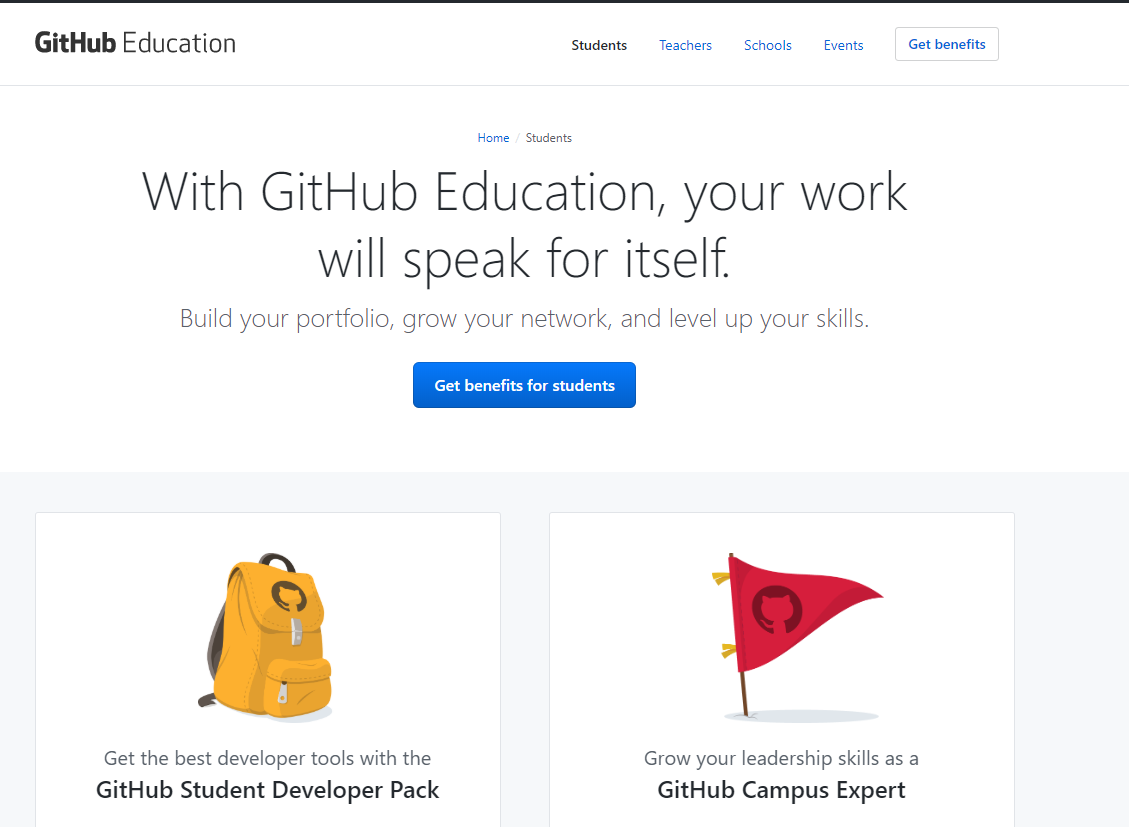 GitHub Education
Students Teachers Schools Events Get benefits
Home / Students
With GitHub Education, your work
will speak for itself.
Build your portfolio, grow your network, and level up your skills.
Get benefits for students
Get the best developer tools with the
GitHub Student Developer Pack
Grow your leadership skills as a
GitHub Campus Expert